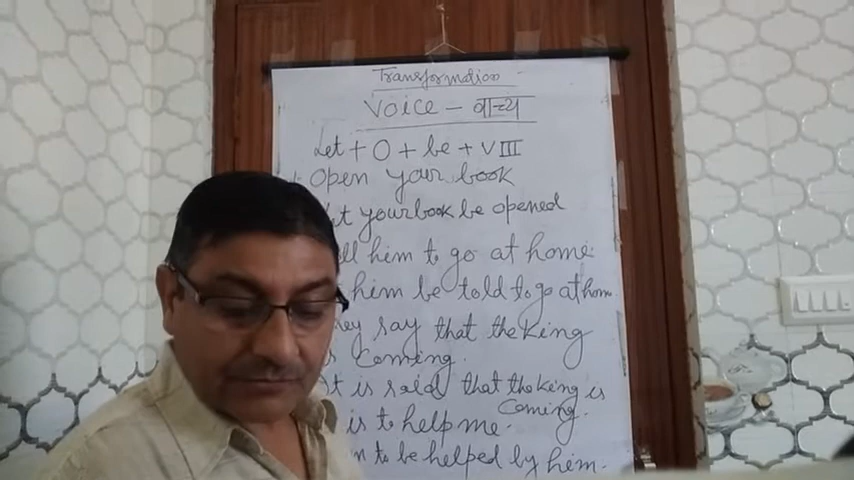 Transformation
Voice - वाच्य
Let + O + be + VIII
Open your book
your book be opened
him to go at home.
him be told to go at hom
say that the King
Coming.
is said that the King is
Coming.
is to help me.
to be helped by him.